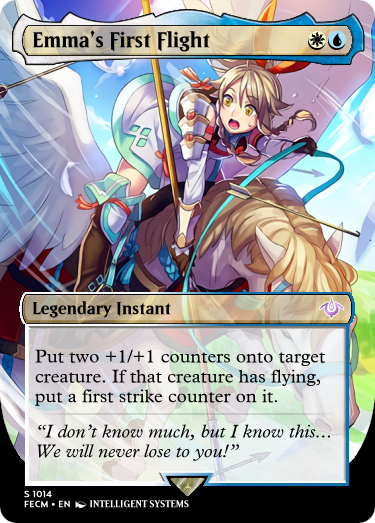 Emma's First Flight
Legendary Instant
Put two +1/+1 counters onto target
creature. If that creature has flying,
put a first strike counter on it.
“I don't know much, but I know this...
We will never lose to you!”
S 1014
FECM • EN INTELLIGENT SYSTEMS